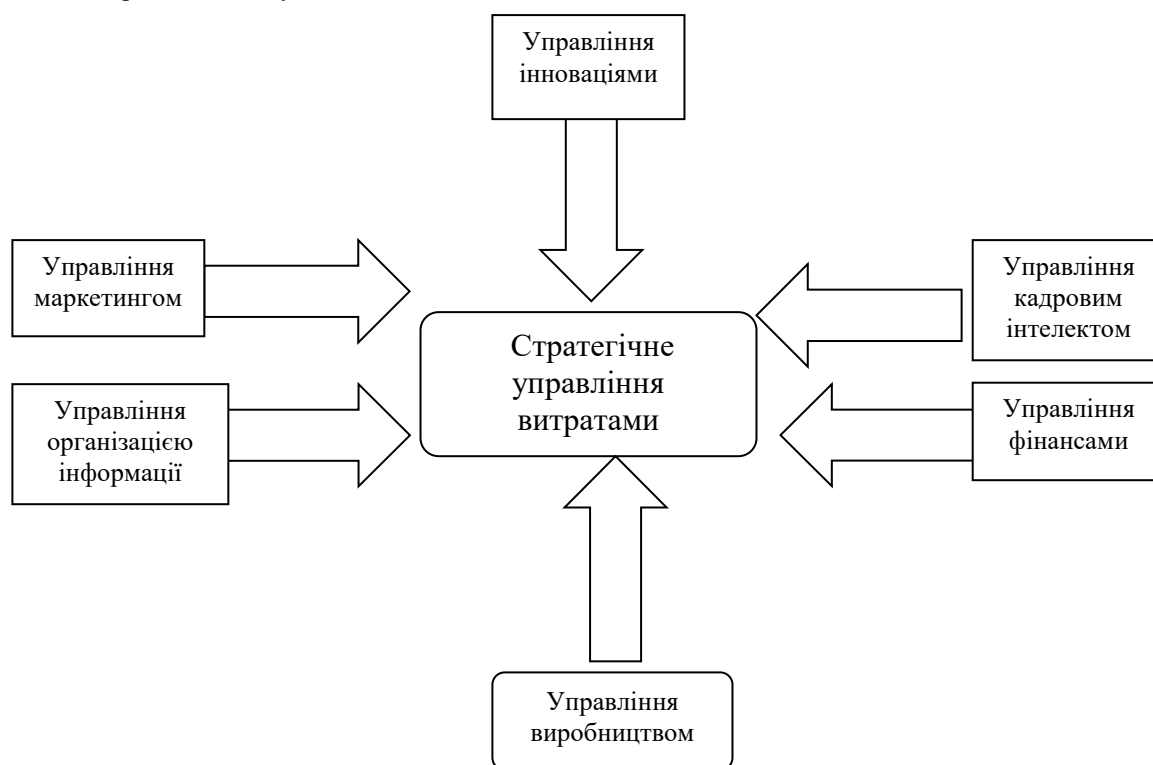 Управління
інноваціями
Управління
маркетингом
Управління
кадровим
інтелектом
Стратегічне
управління
витратами
Управління
організацією
інформації
Управління
фінансами
Управління
виробництвом